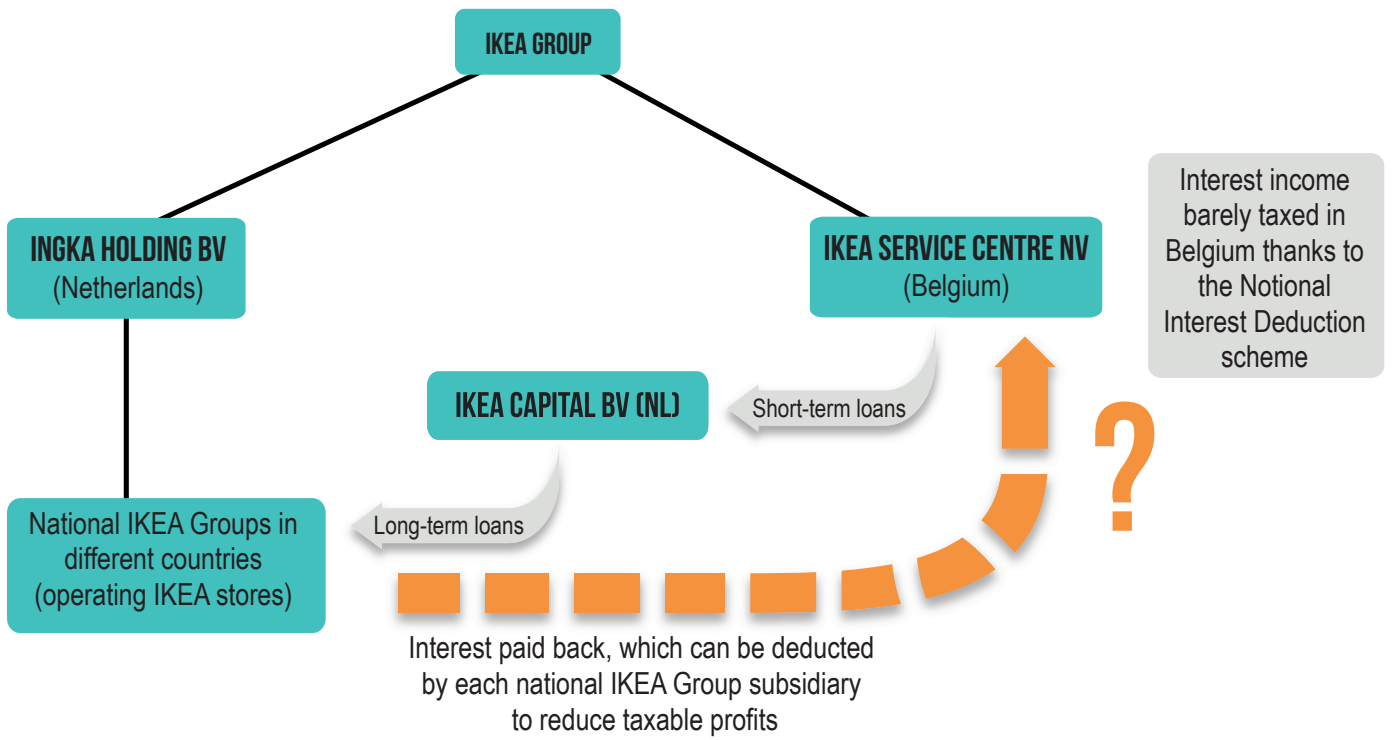 IKEA GROUP
INGKA HOLDING BV
(Netherlands)
IKEA SERVICE CENTRE NV
(Belgium)
Interest income
barely taxed in
Belgium thanks to
the Notional
Interest Deduction
scheme
IKEA CAPITAL BV (NL)
Short-term loans
?
National IKEA Groups in
different countries
(operating IKEA stores)
Long-term loans
Interest paid back, which can be deducted
by each national IKEA Group subsidiary
to reduce taxable profits